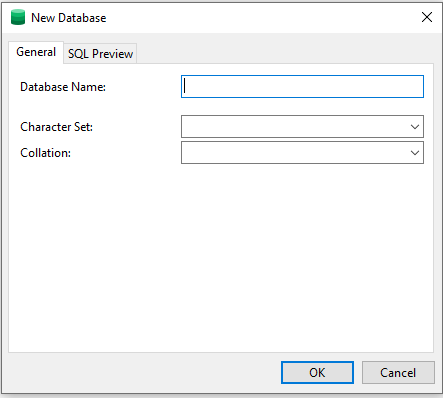 New Database
General
SQL Preview
Database Name:
Character Set:
Collation:
OK
Cancel